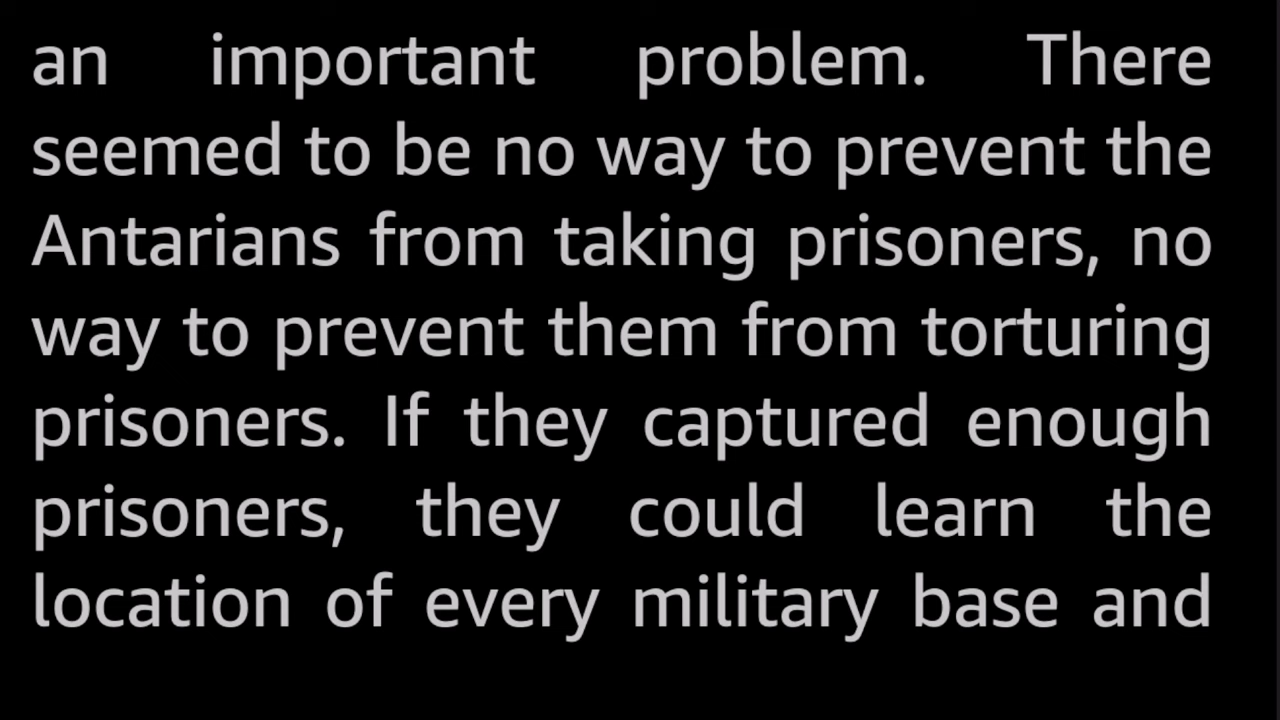 an important problem. There
seemed to be no way to prevent the
Antarians from taking prisoners, no
way to prevent them from torturing
prisoners. If they captured enough
prisoners, they could learn the
location of every military base and